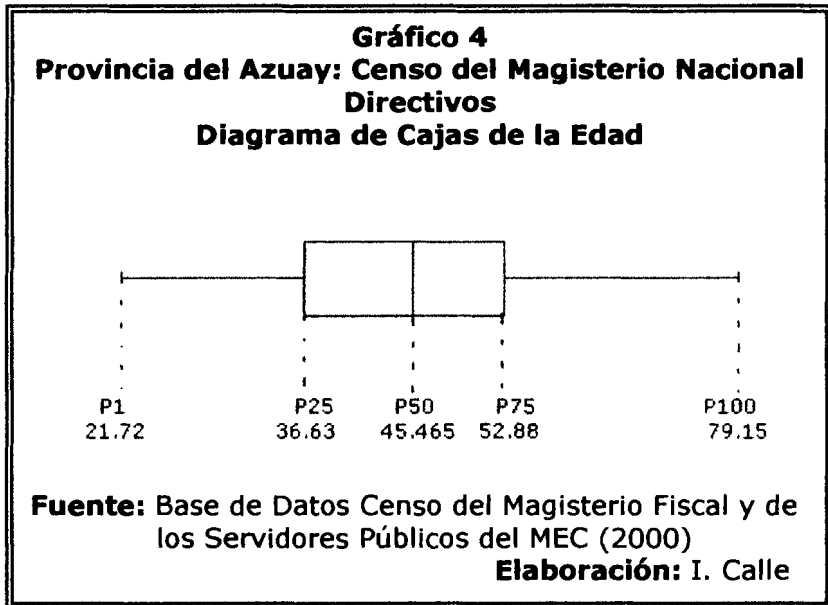 Gráfico 4
Provincia del Azuay: Censo del Magisterio Nacional
Directivos
Diagrama de Cajas de la Edad
P1 P25 P50 P75 P100
21.72 36.63 45.465 52.88 79.15
Fuente: Base de Datos Censo del Magisterio Fiscal y de
los Servidores Públicos del MEC (2000)
Elaboración: I. Calle